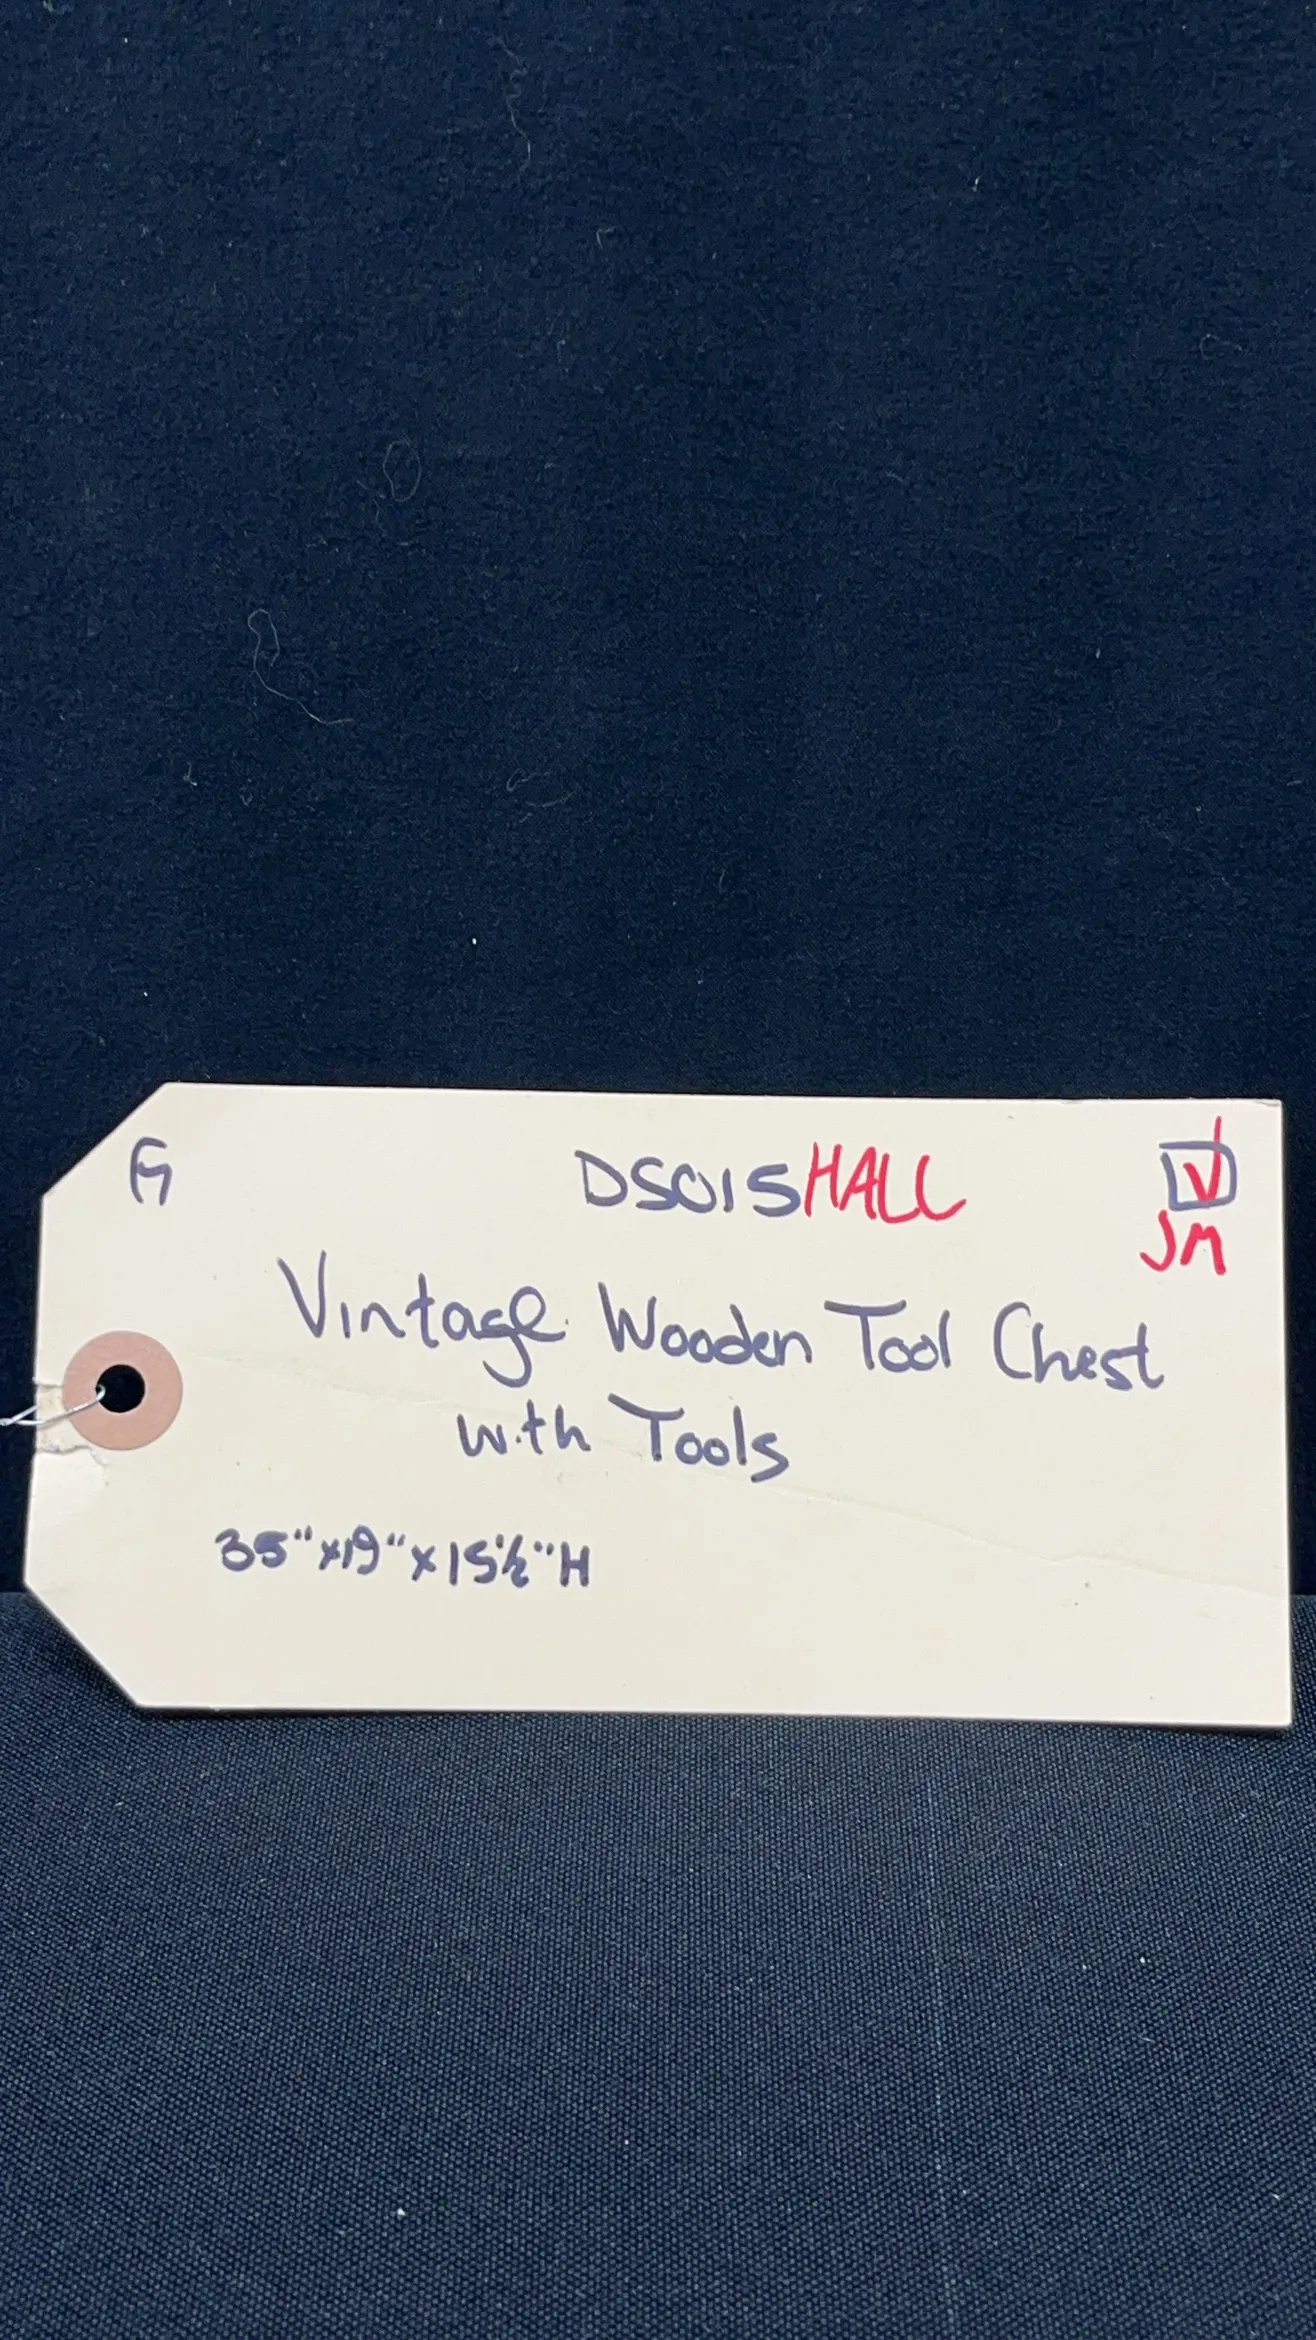 DS015HALL
JM
Vintage Wooden Tool Chest
with Tools
35"x19"x15½"H